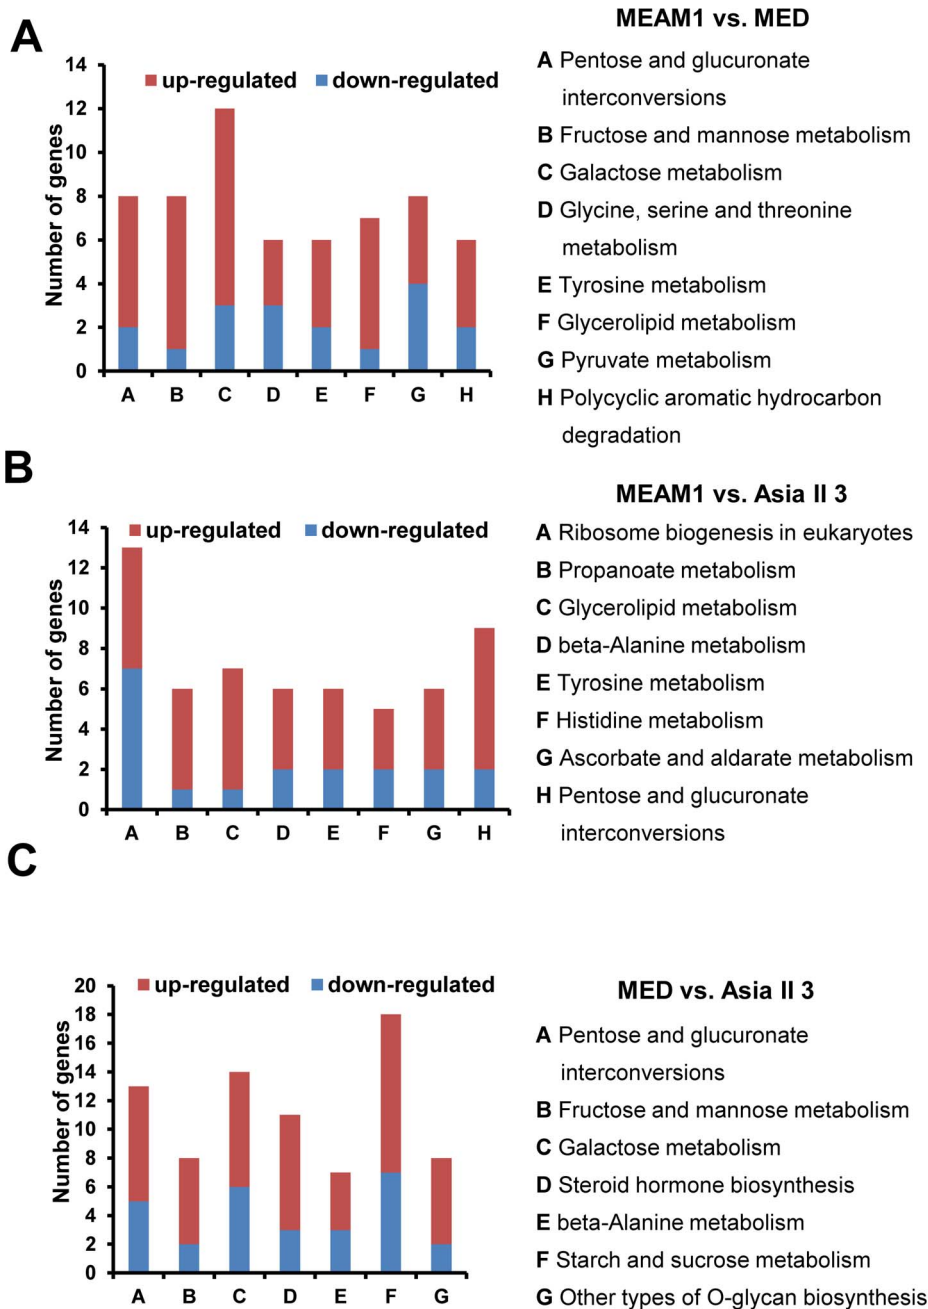 A
MEAM1 vs. MED
up-regulated down-regulated
Number of genes
14
12
10
8
6
4
2
0
A B C D E F G H
A Pentose and glucuronate
interconversions
B Fructose and mannose metabolism
C Galactose metabolism
D Glycine, serine and threonine
metabolism
E Tyrosine metabolism
F Glycerolipid metabolism
G Pyruvate metabolism
H Polycyclic aromatic hydrocarbon
degradation
B
MEAM1 vs. Asia II 3
up-regulated down-regulated
Number of genes
14
12
10
8
6
4
2
0
A B C D E F G H
A Ribosome biogenesis in eukaryotes
B Propanoate metabolism
C Glycerolipid metabolism
D beta-Alanine metabolism
E Tyrosine metabolism
F Histidine metabolism
G Ascorbate and aldarate metabolism
H Pentose and glucuronate
interconversions
C
MED vs. Asia II 3
up-regulated down-regulated
Number of genes
20
18
16
14
12
10
8
6
4
2
0
A B C D E F G
A Pentose and glucuronate
interconversions
B Fructose and mannose metabolism
C Galactose metabolism
D Steroid hormone biosynthesis
E beta-Alanine metabolism
F Starch and sucrose metabolism
G Other types of O-glycan biosynthesis